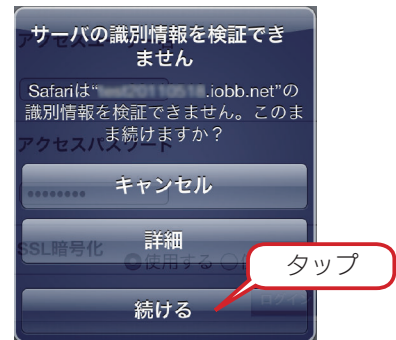 サーバの識別情報を検証でき
ません
Safariは“ .iobb.net”の
識別情報を検証できません。このま
ま続けますか？
アクセスパスワード
キャンセル
詳細
SSL暗号化
使用する
タップ
続ける
ログイン